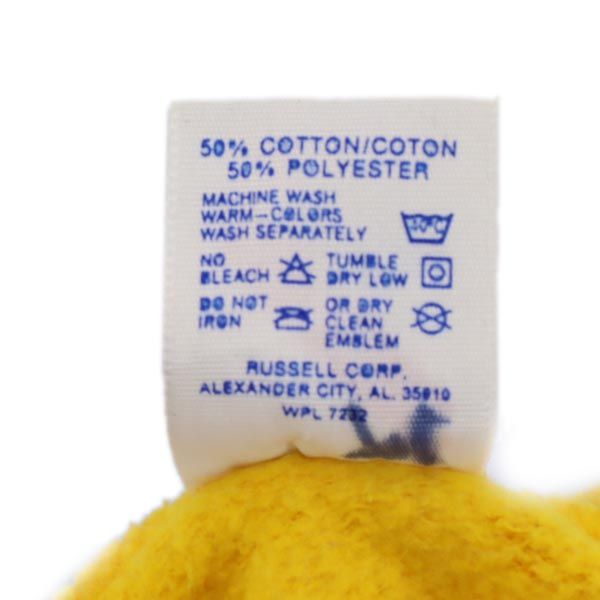 50% COTTON/COTON
50% POLYESTER
MACHINE WASH
WARM-COLORS
WASH SEPARATELY
NO
BLEACH
TUMBLE
DRY LOW
DO NOT
IRON
OR DRY
CLEAN
EMBLEM
RUSSELL CORP.
ALEXANDER CITY, AL. 35010
WPL 7232